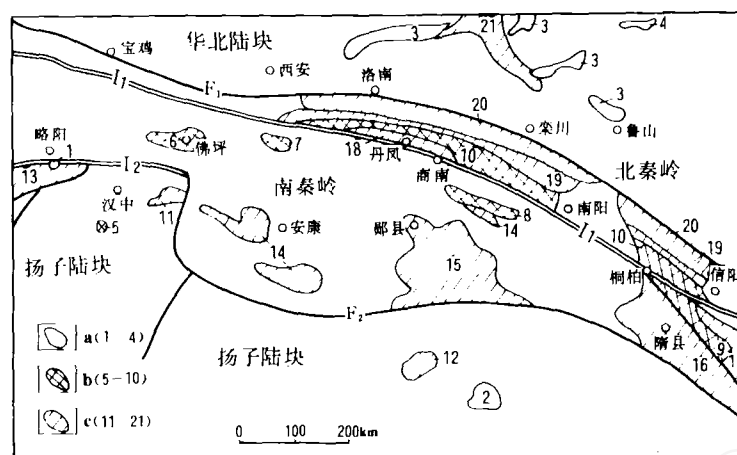 华北陆块
宝鸡
西安
洛南
栾川
鲁山
北秦岭
略阳
佛坪
丹凤
商南
南秦岭
南阳
汉中
安康
郧县
桐柏
信阳
随县
扬子陆块
扬子陆块
I₁
F₁
I₂
I₁
F₂
3
21
3
4
3
3
20
1
13
6
7
18
10
19
11
5
14
8
14
15
10
20
19
12
2
16
9
1
a(1 4)
b(5-10)
c(11 21)
0 100 200km